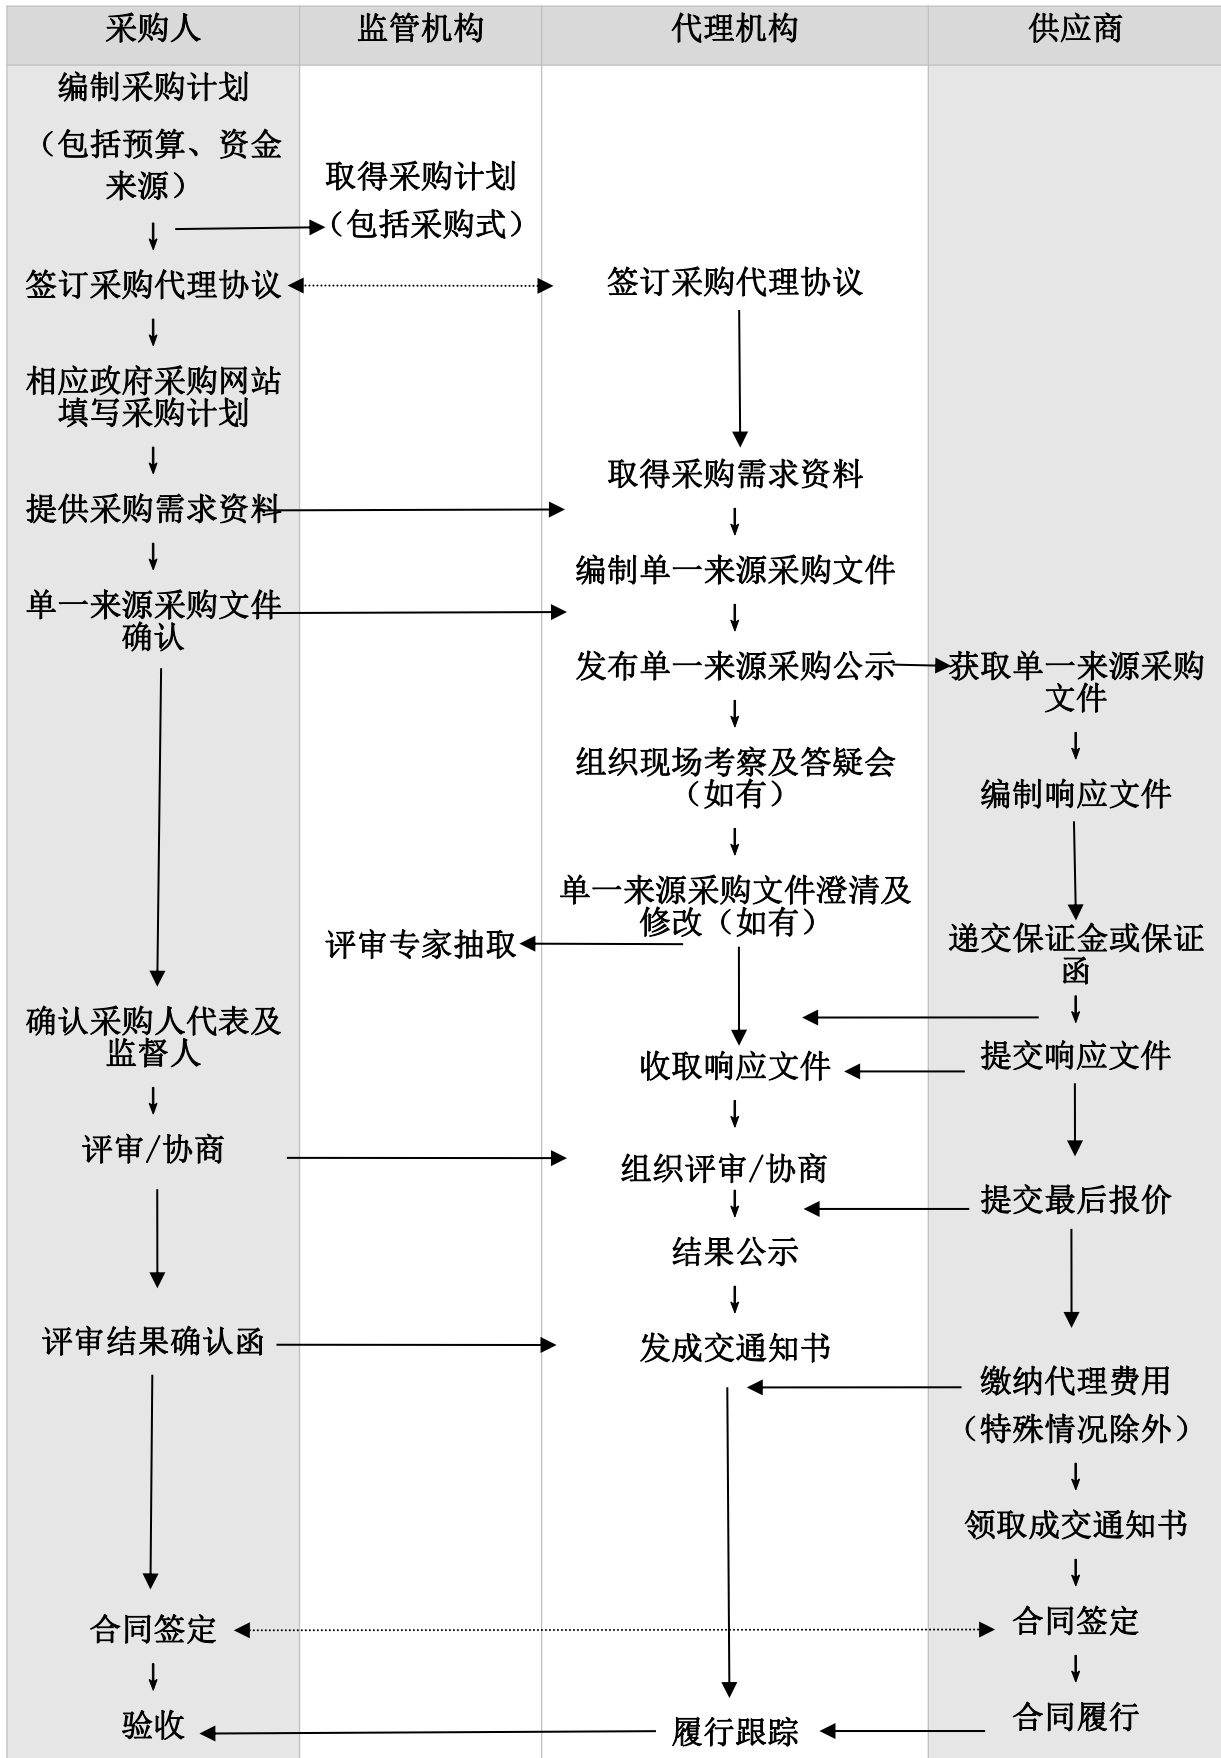 采购人
监管机构
代理机构
供应商
编制采购计划
（包括预算、资金
来源）
↓
签订采购代理协议
↓
相应政府采购网站
填写采购计划
↓
提供采购需求资料
↓
单一来源采购文件
确认
确认采购人代表及
监督人
↓
评审/协商
评审结果确认函
合同签定
↓
验收
取得采购计划
（包括采购式）
评审专家抽取
签订采购代理协议
取得采购需求资料
↓
编制单一来源采购文件
↓
发布单一来源采购公示
↓
组织现场考察及答疑会
（如有）
↓
单一来源采购文件澄清及
修改（如有）
收取响应文件
↓
组织评审/协商
↓
结果公示
↓
发成交通知书
履行跟踪
获取单一来源采购
文件
↓
编制响应文件
递交保证金或保证
函
↓
提交响应文件
提交最后报价
缴纳代理费用
（特殊情况除外）
↓
领取成交通知书
↓
合同签定
↓
合同履行